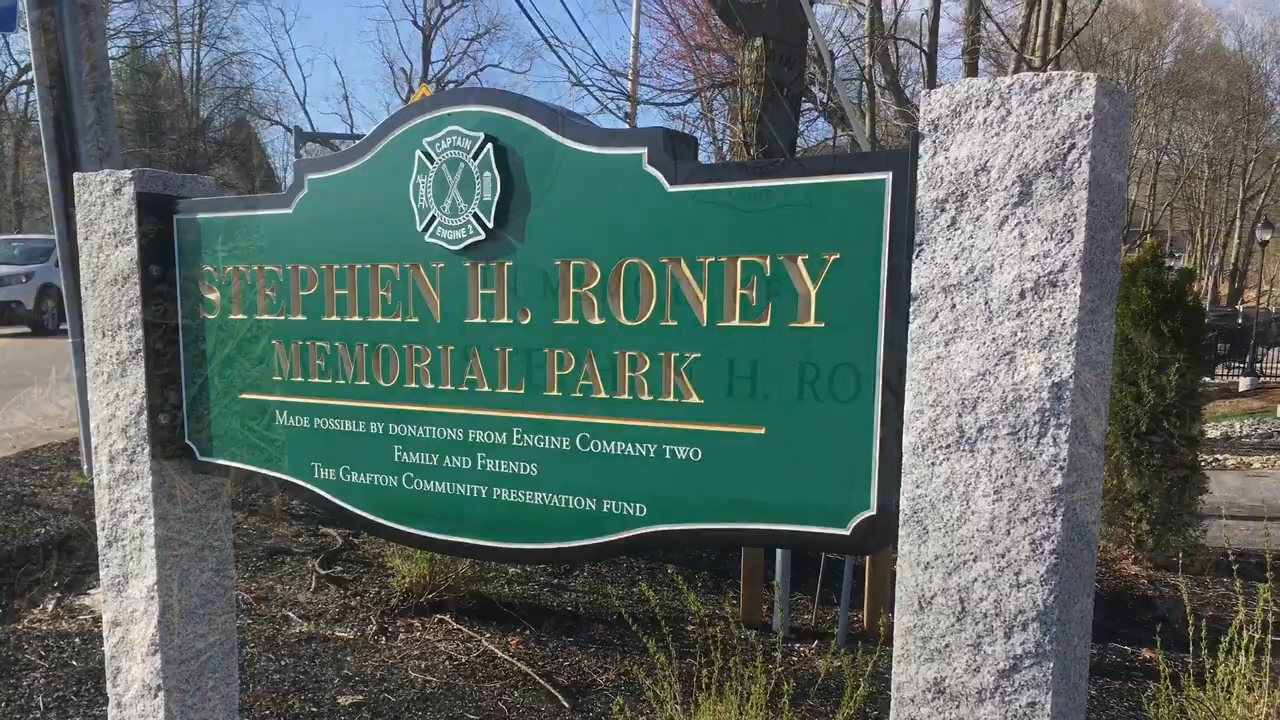 CAPTAIN
ENGINE 2
STEPHEN H. RONEY
MEMORIAL PARK
MADE POSSIBLE BY DONATIONS FROM ENGINE COMPANY TWO
FAMILY AND FRIENDS
THE GRAFTON COMMUNITY PRESERVATION FUND
H. RON